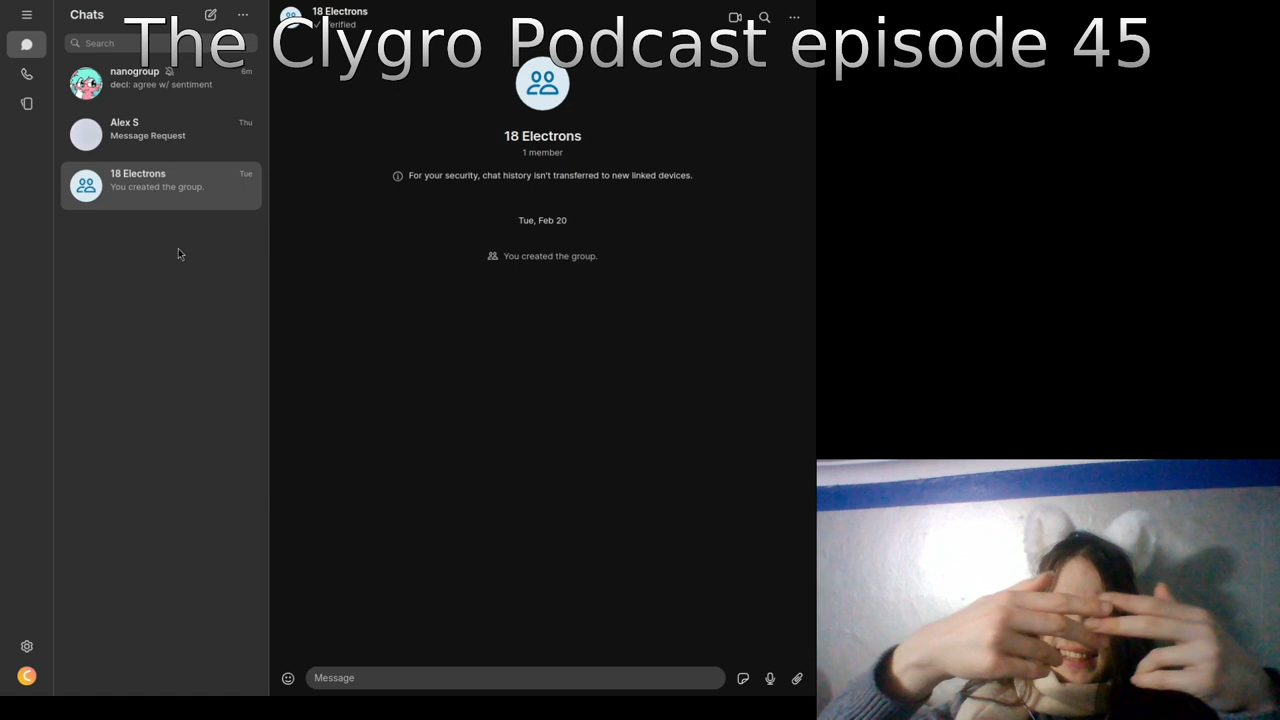 The Clygro Podcast episode 45
Chats
Search
nanogroup
6m
deci: agree w/ sentiment
Alex S
Thu
Message Request
18 Electrons
Tue
You created the group.
C
18 Electrons
18 Electrons
1 member
For your security, chat history isn't transferred to new linked devices.
Tue, Feb 20
You created the group.
Message